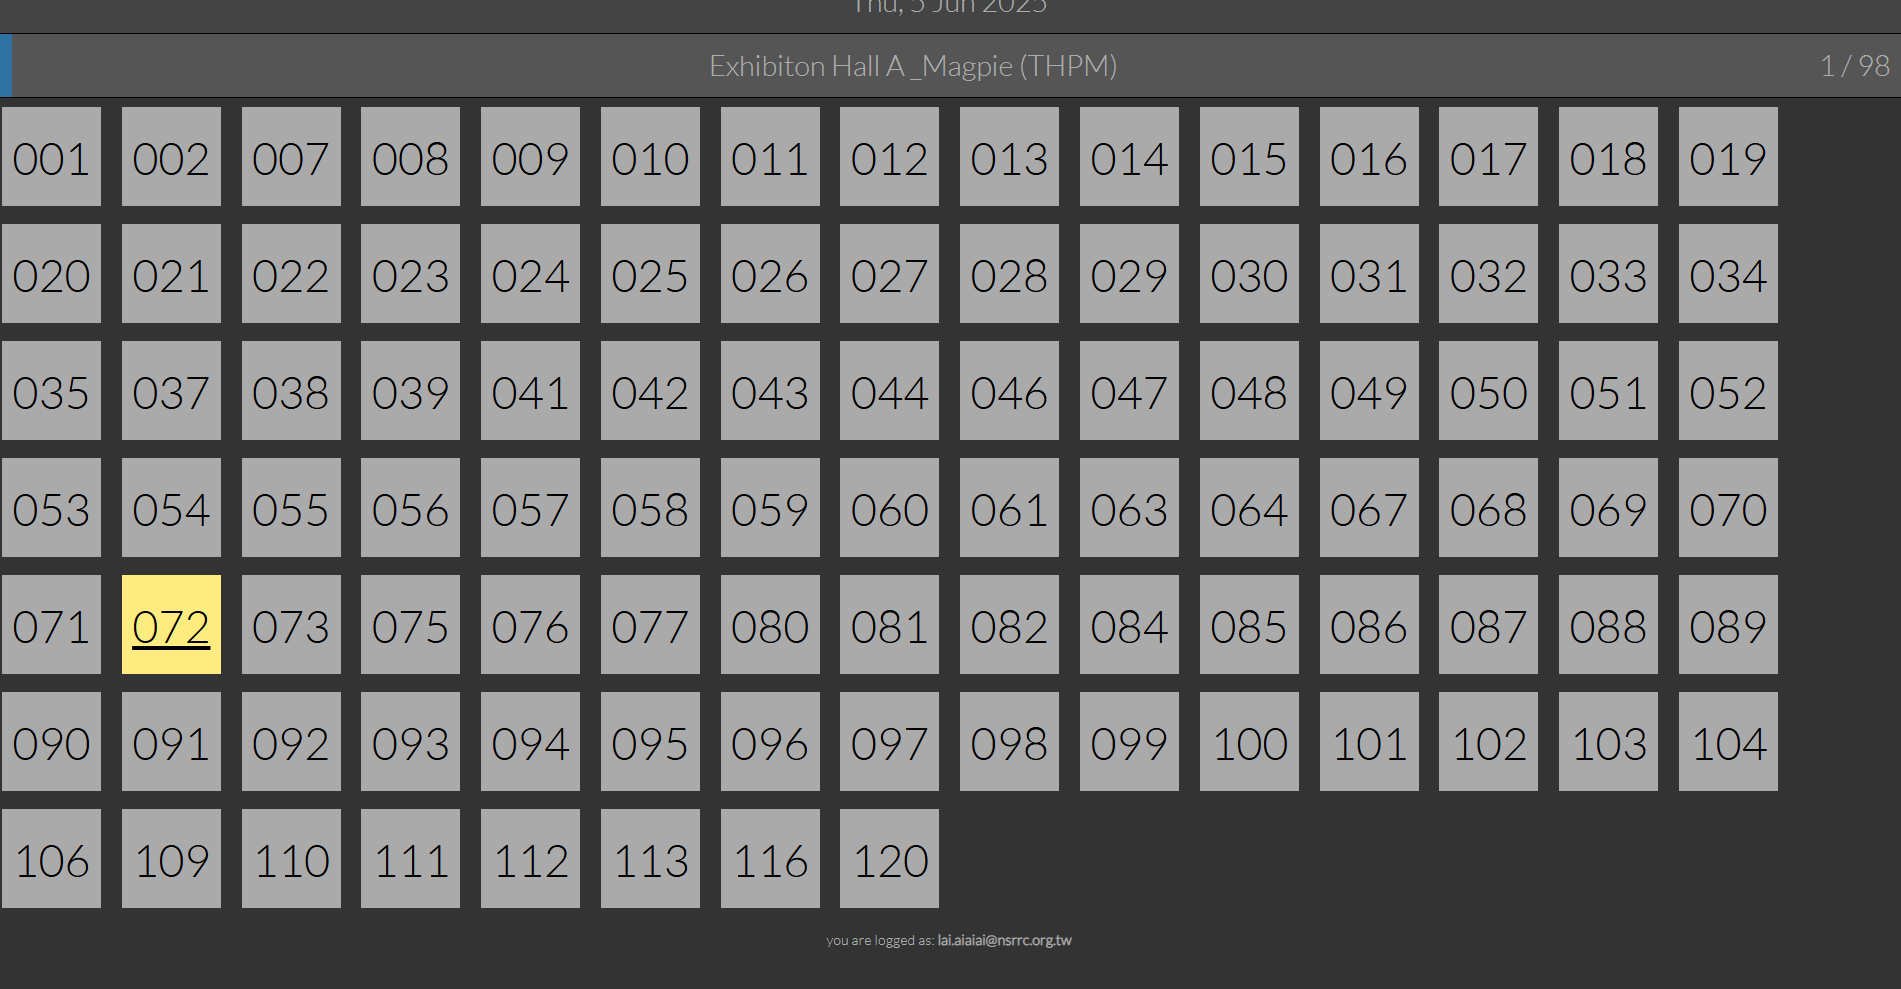 Thu, 5 Jun 2025
Exhibiton Hall A _Magpie (THPM) 1 / 98
001 002 007 008 009 010 011 012 013 014 015 016 017 018 019
020 021 022 023 024 025 026 027 028 029 030 031 032 033 034
035 037 038 039 041 042 043 044 046 047 048 049 050 051 052
053 054 055 056 057 058 059 060 061 063 064 067 068 069 070
071 072 073 075 076 077 080 081 082 084 085 086 087 088 089
090 091 092 093 094 095 096 097 098 099 100 101 102 103 104
106 109 110 111 112 113 116 120
you are logged as: lai.aiaiai@nsrrc.org.tw